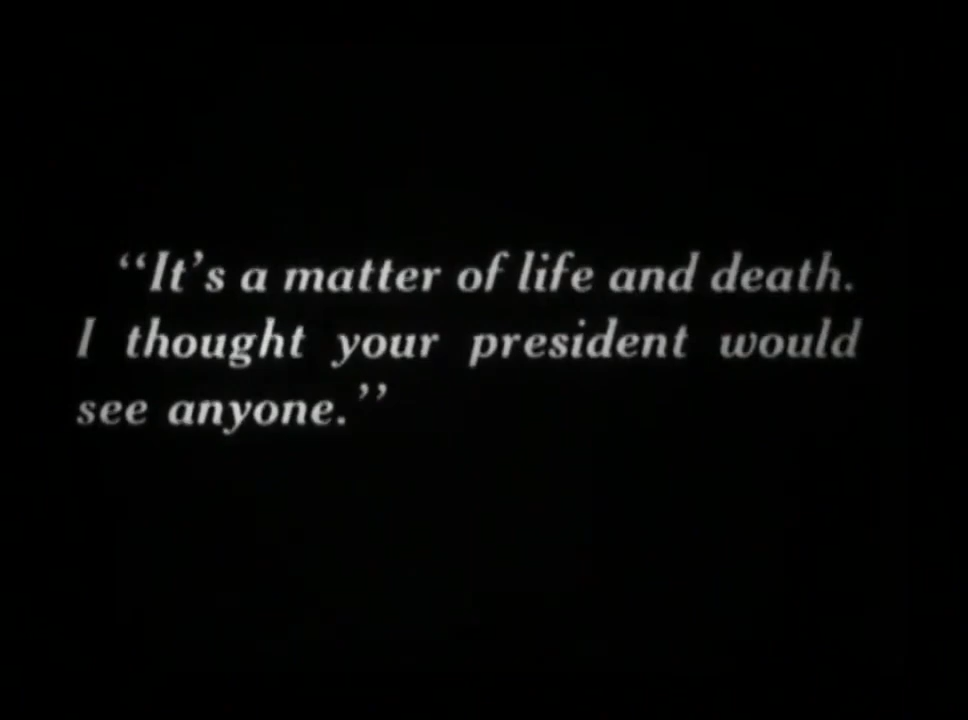 “It’s a matter of life and death.
I thought your president would
see anyone.”